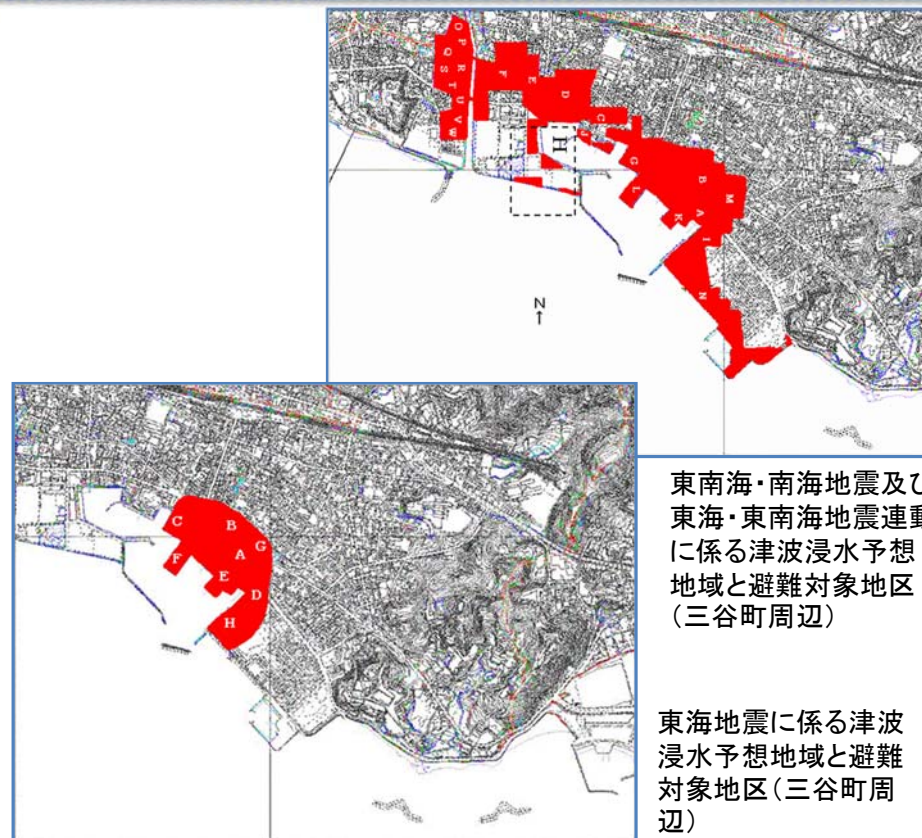 O
P
Q
R
S
T
U
V
W
F
E
D
C
J
H
G
B
M
L
A
K
I
N
N
↑
東南海・南海地震及び
東海・東南海地震連動
に係る津波浸水予想
地域と避難対象地区
（三谷町周辺）
C
B
G
A
F
E
D
H
東海地震に係る津波
浸水予想地域と避難
対象地区（三谷町周
辺）